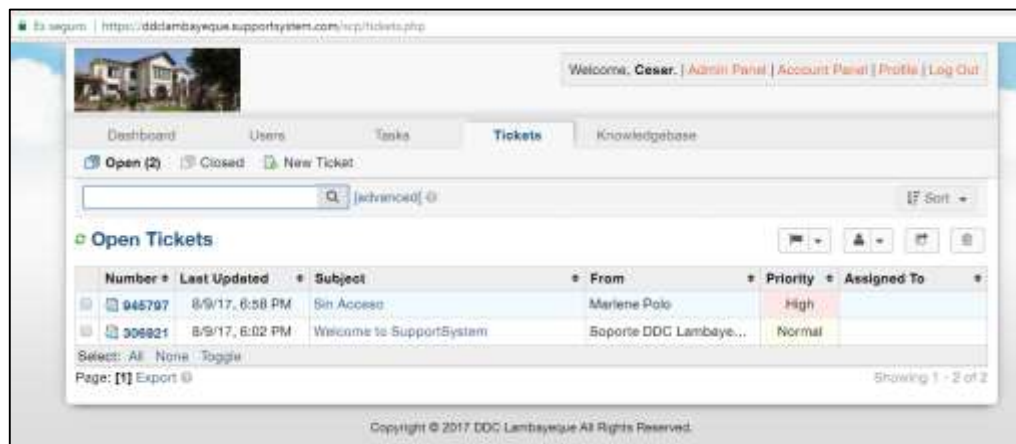 Es seguro | https://ddclambayeque.supportsystem.com/scp/tickets.php
Welcome, Cesar. | Admin Panel | Account Panel | Profile | Log Out
Dashboard Users Tasks Tickets Knowledgebase
Open (2) Closed New Ticket
[advanced] Sort
Open Tickets
Number Last Updated Subject From Priority Assigned To
945797 8/9/17, 6:58 PM Sin Acceso Marlene Polo High
306821 8/9/17, 6:02 PM Welcome to SupportSystem Soporte DDC Lambaye... Normal
Select: All None Toggle
Page: [1] Export Showing 1 - 2 of 2
Copyright © 2017 DDC Lambayeque All Rights Reserved.